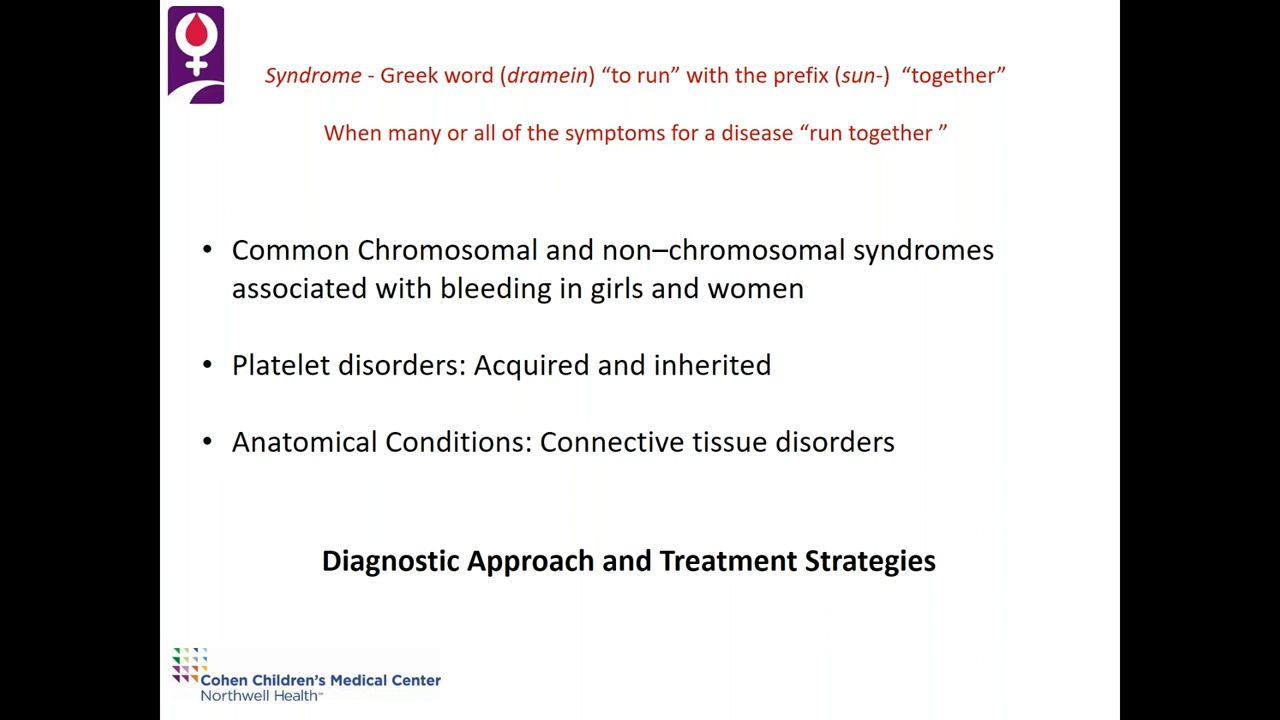 Syndrome - Greek word (dramein) “to run” with the prefix (sun-)  “together”
When many or all of the symptoms for a disease “run together ”
• Common Chromosomal and non–chromosomal syndromes
associated with bleeding in girls and women
• Platelet disorders: Acquired and inherited
• Anatomical Conditions: Connective tissue disorders
Diagnostic Approach and Treatment Strategies
Cohen Children’s Medical Center
Northwell Health℠